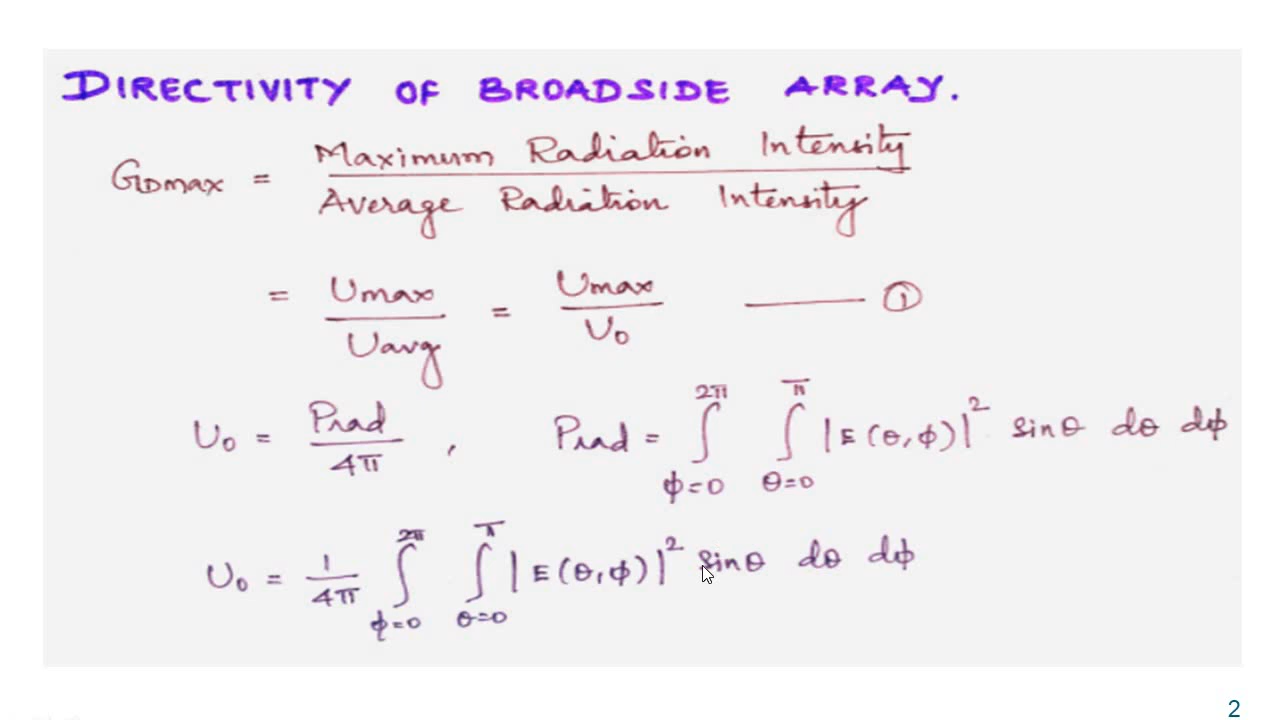 DIRECTIVITY OF BROADSIDE ARRAY.
GDmax = Maximum Radiation Intensity / Average Radiation Intensity
= Umax / Uavg = Umax / U₀ —— ①
U₀ = Prad / 4π , Prad = ∫_{ϕ=0}^{2π} ∫_{θ=0}^{π} |E(θ,ϕ)|² sinθ dθ dϕ
U₀ = 1/4π ∫_{ϕ=0}^{2π} ∫_{θ=0}^{π} |E(θ,ϕ)|² sinθ dθ dϕ
2